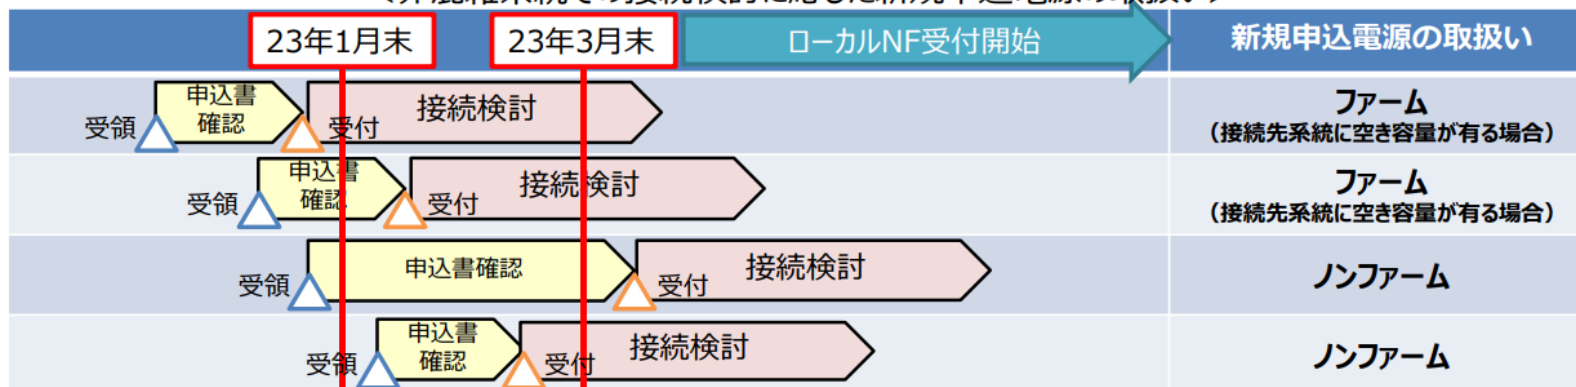 23年1月末
23年3月末
ローカルNF受付開始
新規申込電源の取扱い
申込書
確認
受領
受付
接続検討
ファーム
（接続先系統に空き容量が有る場合）
申込書
確認
受領
受付
接続検討
ファーム
（接続先系統に空き容量が有る場合）
申込書確認
受領
受付
接続検討
ノンファーム
申込書
確認
受領
受付
接続検討
ノンファーム